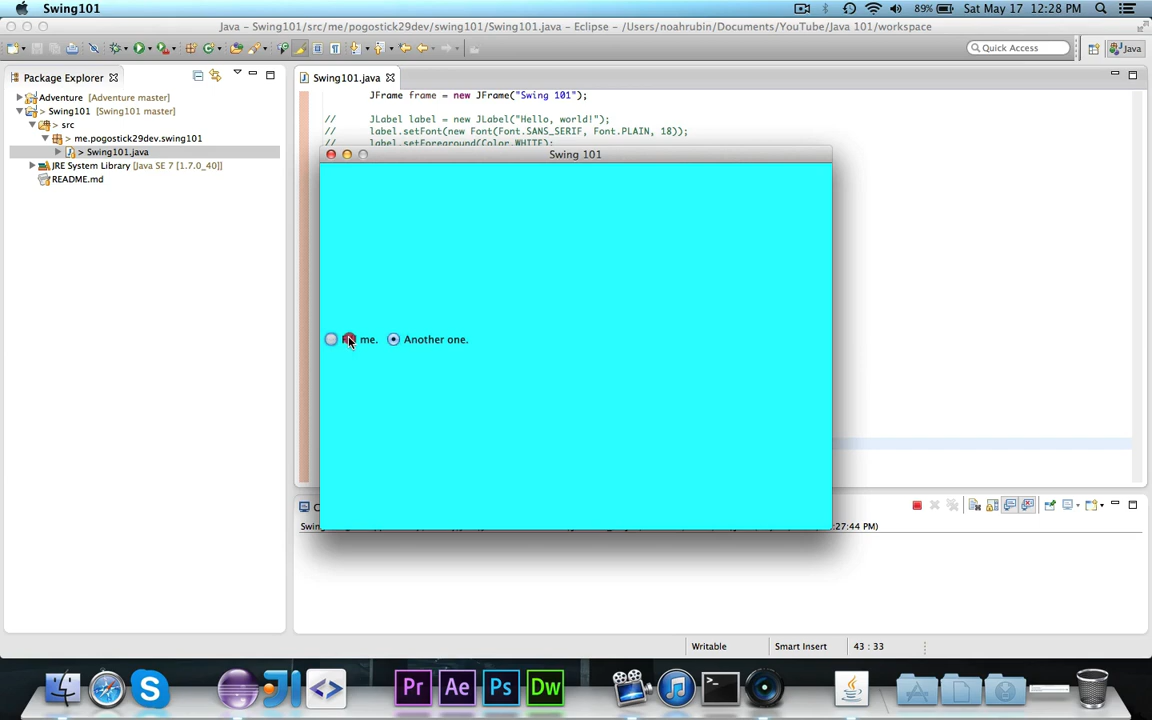 Swing101 89% Sat May 17 12:28 PM
Java – Swing101/src/me/pogostick29dev/swing101/Swing101.java – Eclipse – /Users/noahrubin/Documents/YouTube/Java 101/workspace
Quick Access Java
Package Explorer
Adventure [Adventure master]
> Swing101 [Swing101 master]
> src
> me.pogostick29dev.swing101
> Swing101.java
JRE System Library [Java SE 7 [1.7.0_40]]
README.md
Swing101.java
JFrame frame = new JFrame("Swing 101");
// JLabel label = new JLabel("Hello, world!");
// label.setFont(new Font(Font.SANS_SERIF, Font.PLAIN, 18));
// label.setForeground(Color.WHITE);
Swing 101
me. Another one.
:27:44 PM)
Writable Smart Insert 43 : 33
Pr Ae Ps Dw